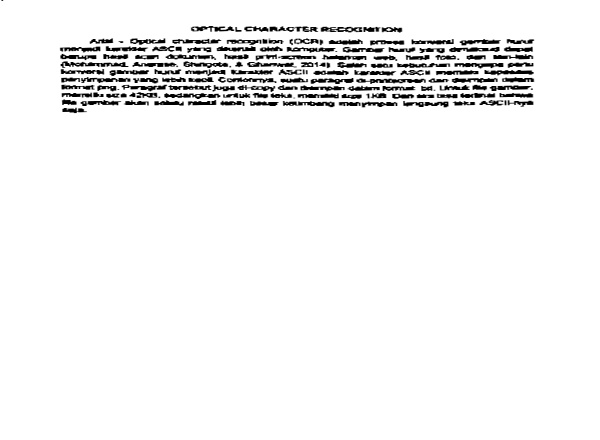 OPTICAL CHARACTER RECOGNITION
Arial - Optical character recognition (OCR) adalah proses konversi gambar huruf
menjadi karakter ASCII yang dikenali oleh komputer. Gambar huruf yang dimaksud dapat
berupa hasil scan dokumen, hasil print-screen halaman web, hasil foto, dan lain-lain
(Mohammad, Anarase, Shingote, & Ghanwat, 2014). Salah satu kebutuhan mengapa perlu
konversi gambar huruf menjadi karakter ASCII adalah karakter ASCII memiliki kapasitas
penyimpanan yang lebih kecil. Contohnya, suatu paragraf di-printscreen dan disimpan dalam
format png. Paragraf tersebut juga di-copy dan disimpan dalam format txt. Untuk file gambar,
memiliki size 42KB, sedangkan untuk file teks, memiliki size 1KB. Dari sini bisa terlihat bahwa
file gambar akan selalu relatif lebih besar ketimbang menyimpan langsung teks ASCII-nya
saja.